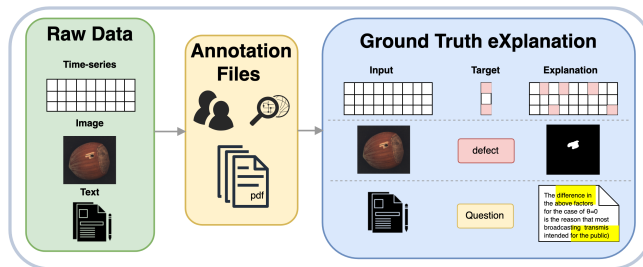 Raw Data
Time-series
Image
Text
Annotation
Files
pdf
Ground Truth eXplanation
Input
Target
Explanation
defect
Question
The difference in
the above factors
for the case of θ=0
is the reason that most
broadcasting transmis
intended for the public)